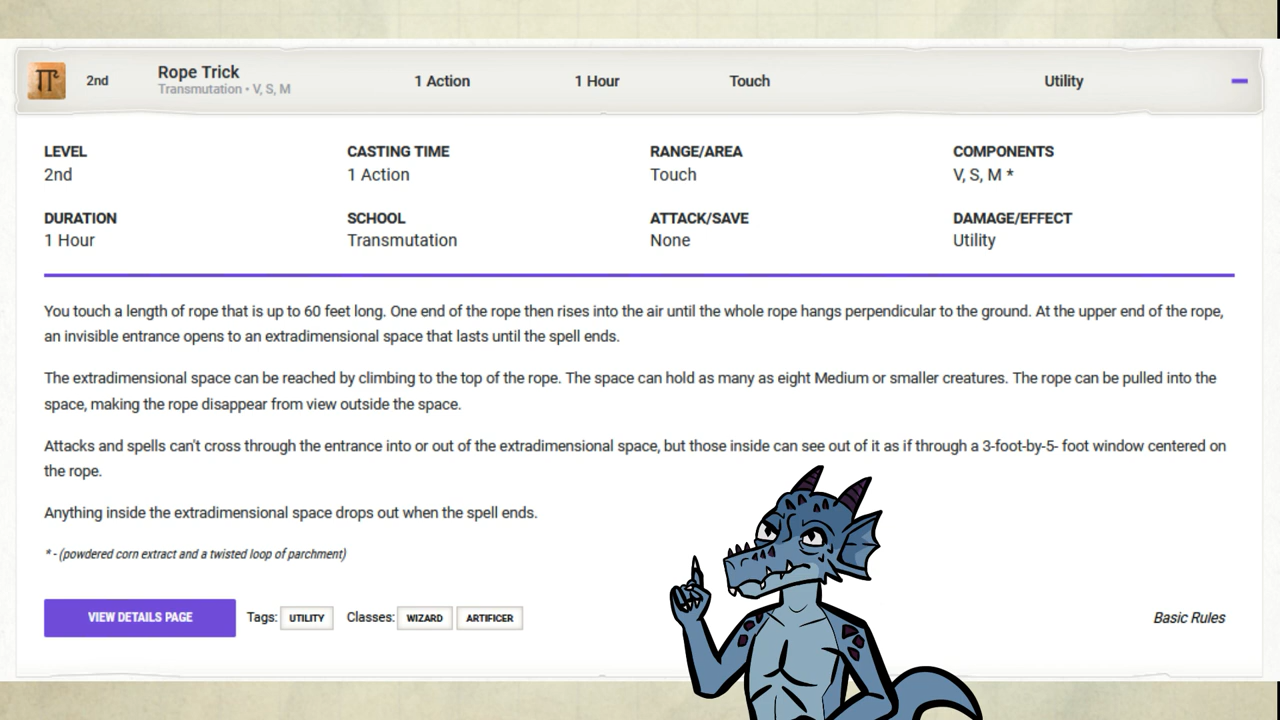 2nd
Rope Trick
Transmutation • V, S, M
1 Action
1 Hour
Touch
Utility
LEVEL
2nd
CASTING TIME
1 Action
RANGE/AREA
Touch
COMPONENTS
V, S, M *
DURATION
1 Hour
SCHOOL
Transmutation
ATTACK/SAVE
None
DAMAGE/EFFECT
Utility
You touch a length of rope that is up to 60 feet long. One end of the rope then rises into the air until the whole rope hangs perpendicular to the ground. At the upper end of the rope,
an invisible entrance opens to an extradimensional space that lasts until the spell ends.
The extradimensional space can be reached by climbing to the top of the rope. The space can hold as many as eight Medium or smaller creatures. The rope can be pulled into the
space, making the rope disappear from view outside the space.
Attacks and spells can't cross through the entrance into or out of the extradimensional space, but those inside can see out of it as if through a 3-foot-by-5- foot window centered on
the rope.
Anything inside the extradimensional space drops out when the spell ends.
* - (powdered corn extract and a twisted loop of parchment)
VIEW DETAILS PAGE
Tags: UTILITY
Classes: WIZARD ARTIFICER
Basic Rules